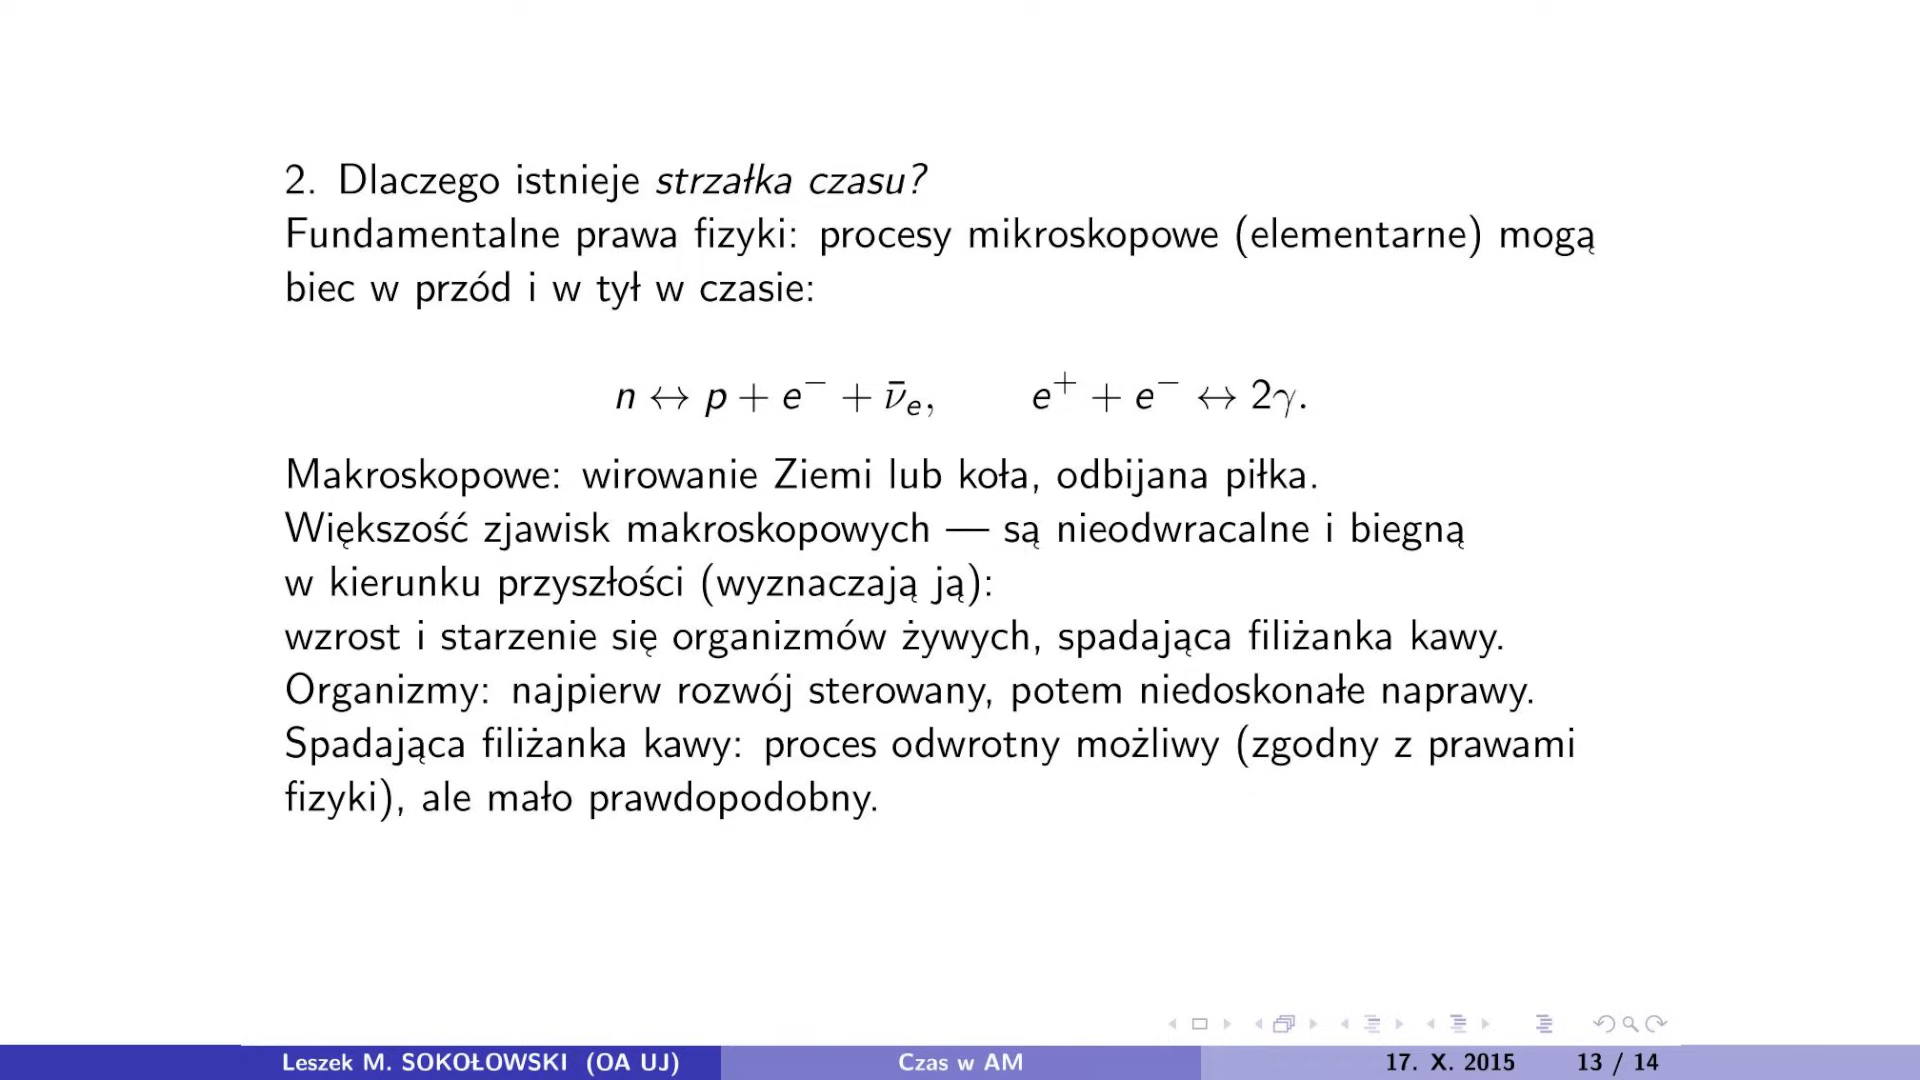 2. Dlaczego istnieje strzałka czasu?
Fundamentalne prawa fizyki: procesy mikroskopowe (elementarne) mogą
biec w przód i w tył w czasie:
n ↔ p + e⁻ + ν̄ₑ, e⁺ + e⁻ ↔ 2γ.
Makroskopowe: wirowanie Ziemi lub koła, odbijana piłka.
Większość zjawisk makroskopowych — są nieodwracalne i biegną
w kierunku przyszłości (wyznaczają ją):
wzrost i starzenie się organizmów żywych, spadająca filiżanka kawy.
Organizmy: najpierw rozwój sterowany, potem niedoskonałe naprawy.
Spadająca filiżanka kawy: proces odwrotny możliwy (zgodny z prawami
fizyki), ale mało prawdopodobny.
Leszek M. SOKOŁOWSKI (OA UJ) Czas w AM 17. X. 2015 13 / 14